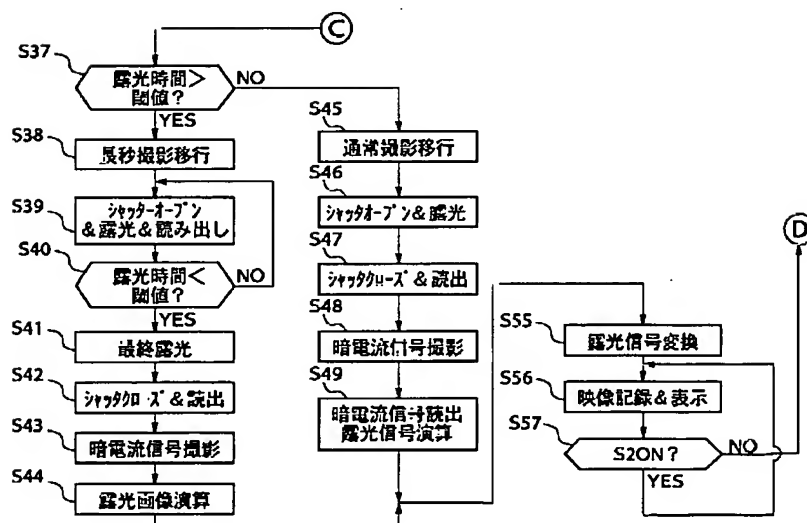 C
S37
露光時間>
閾値?
NO
YES
S38
長秒撮影移行
S39
シャッターオープン
&露光&読み出し
S40
露光時間<
閾値?
NO
YES
S41
最終露光
S42
シャッタクローズ&読出
S43
暗電流信号撮影
S44
露光画像演算
S45
通常撮影移行
S46
シャッタオープン&露光
S47
シャッタクローズ&読出
S48
暗電流信号撮影
S49
暗電流信号読出
露光信号演算
D
S55
露光信号変換
S56
映像記録&表示
S57
S2ON?
NO
YES